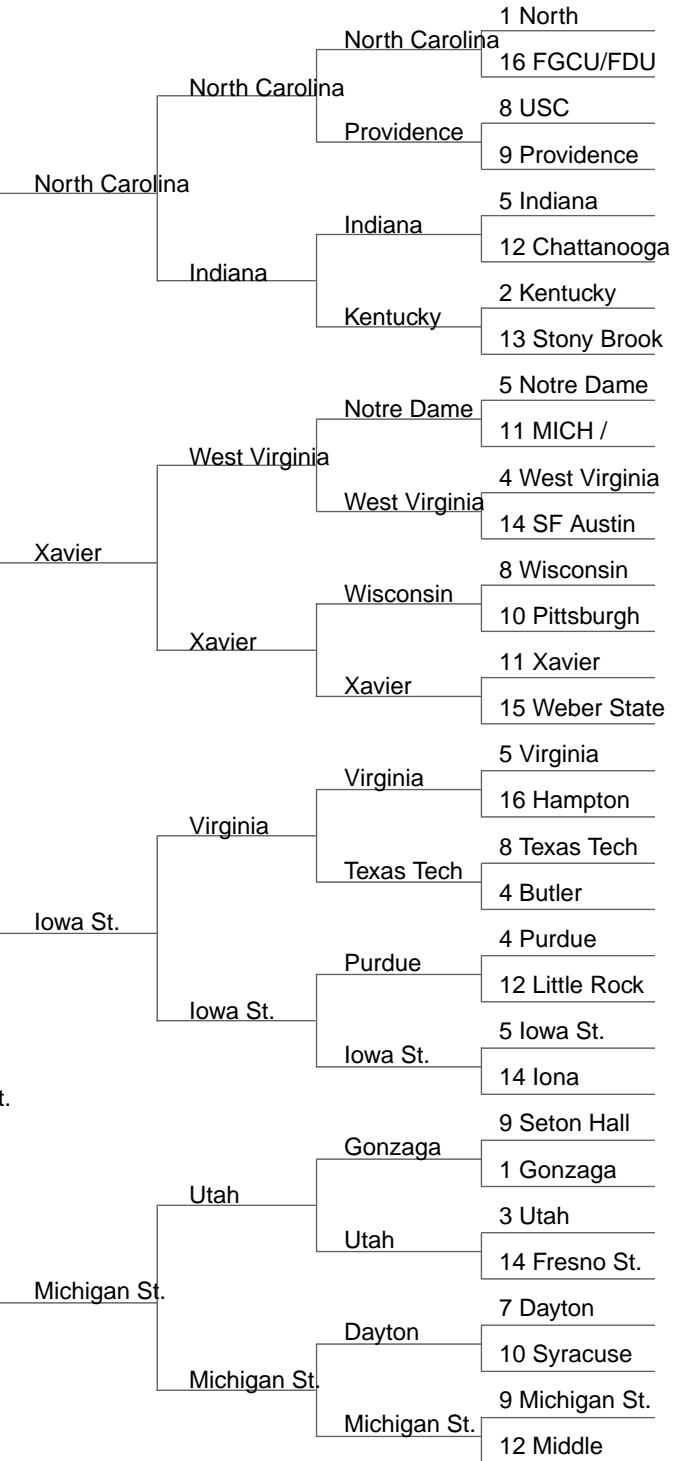 1 North
North Carolina
16 FGCU/FDU
North Carolina
8 USC
Providence
9 Providence
North Carolina
5 Indiana
Indiana
12 Chattanooga
Indiana
2 Kentucky
Kentucky
13 Stony Brook
5 Notre Dame
Notre Dame
11 MICH /
West Virginia
4 West Virginia
West Virginia
14 SF Austin
Xavier
8 Wisconsin
Wisconsin
10 Pittsburgh
Xavier
11 Xavier
Xavier
15 Weber State
5 Virginia
Virginia
16 Hampton
Virginia
8 Texas Tech
Texas Tech
4 Butler
Iowa St.
4 Purdue
Purdue
12 Little Rock
Iowa St.
5 Iowa St.
Iowa St.
14 Iona
t.
9 Seton Hall
Gonzaga
1 Gonzaga
Utah
3 Utah
Utah
14 Fresno St.
Michigan St.
7 Dayton
Dayton
10 Syracuse
Michigan St.
9 Michigan St.
Michigan St.
12 Middle